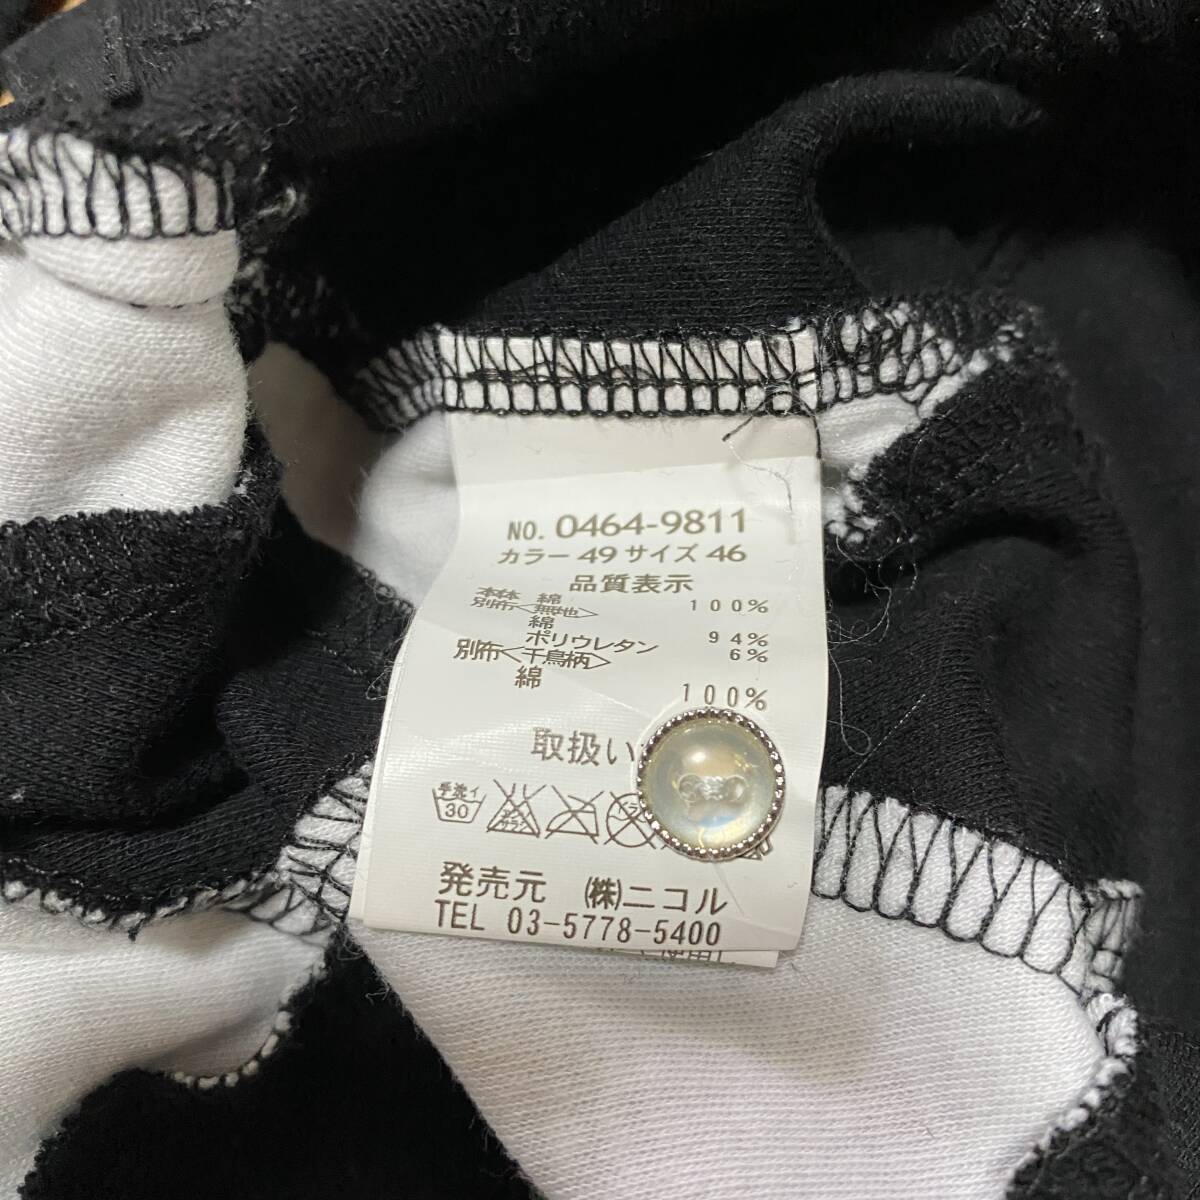 NO. 0464-9811
カラー 49 サイズ 46
品質表示
本体 綿 100%
別布<無地>
綿 94%
ポリウレタン 6%
別布<千鳥柄>
綿 100%
取扱い
手洗イ 30
発売元 ㈱ニコル
TEL 03-5778-5400